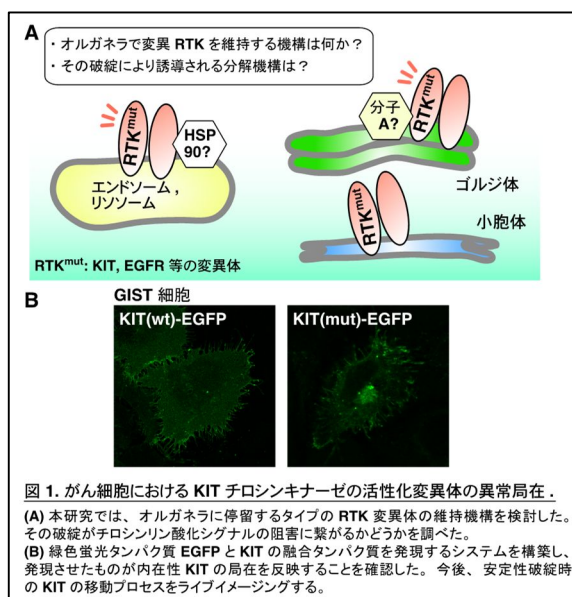 A
・オルガネラで変異 RTK を維持する機構は何か？
・その破綻により誘導される分解機構は？
RTKmut
HSP
90?
エンドソーム ,
リソソーム
分子
A?
RTKmut
ゴルジ体
RTKmut
小胞体
RTKmut: KIT, EGFR 等の変異体
B
GIST 細胞
KIT(wt)-EGFP
KIT(mut)-EGFP
図 1. がん細胞における KIT チロシンキナーゼの活性化変異体の異常局在 .
(A) 本研究では、オルガネラに停留するタイプの RTK 変異体の維持機構を検討した。
その破綻がチロシンリン酸化シグナルの阻害に繋がるかどうかを調べた。
(B) 緑色蛍光タンパク質 EGFP と KIT の融合タンパク質を発現するシステムを構築し、
発現させたものが内在性 KIT の局在を反映することを確認した。今後、安定性破綻時
の KIT の移動プロセスをライブイメージングする。